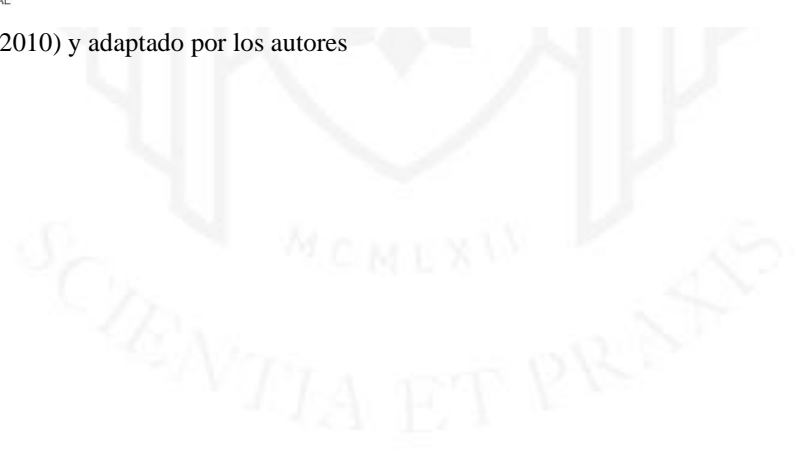 2010) y adaptado por los autores
MCMLXII
SCIENTIA ET PRAXIS